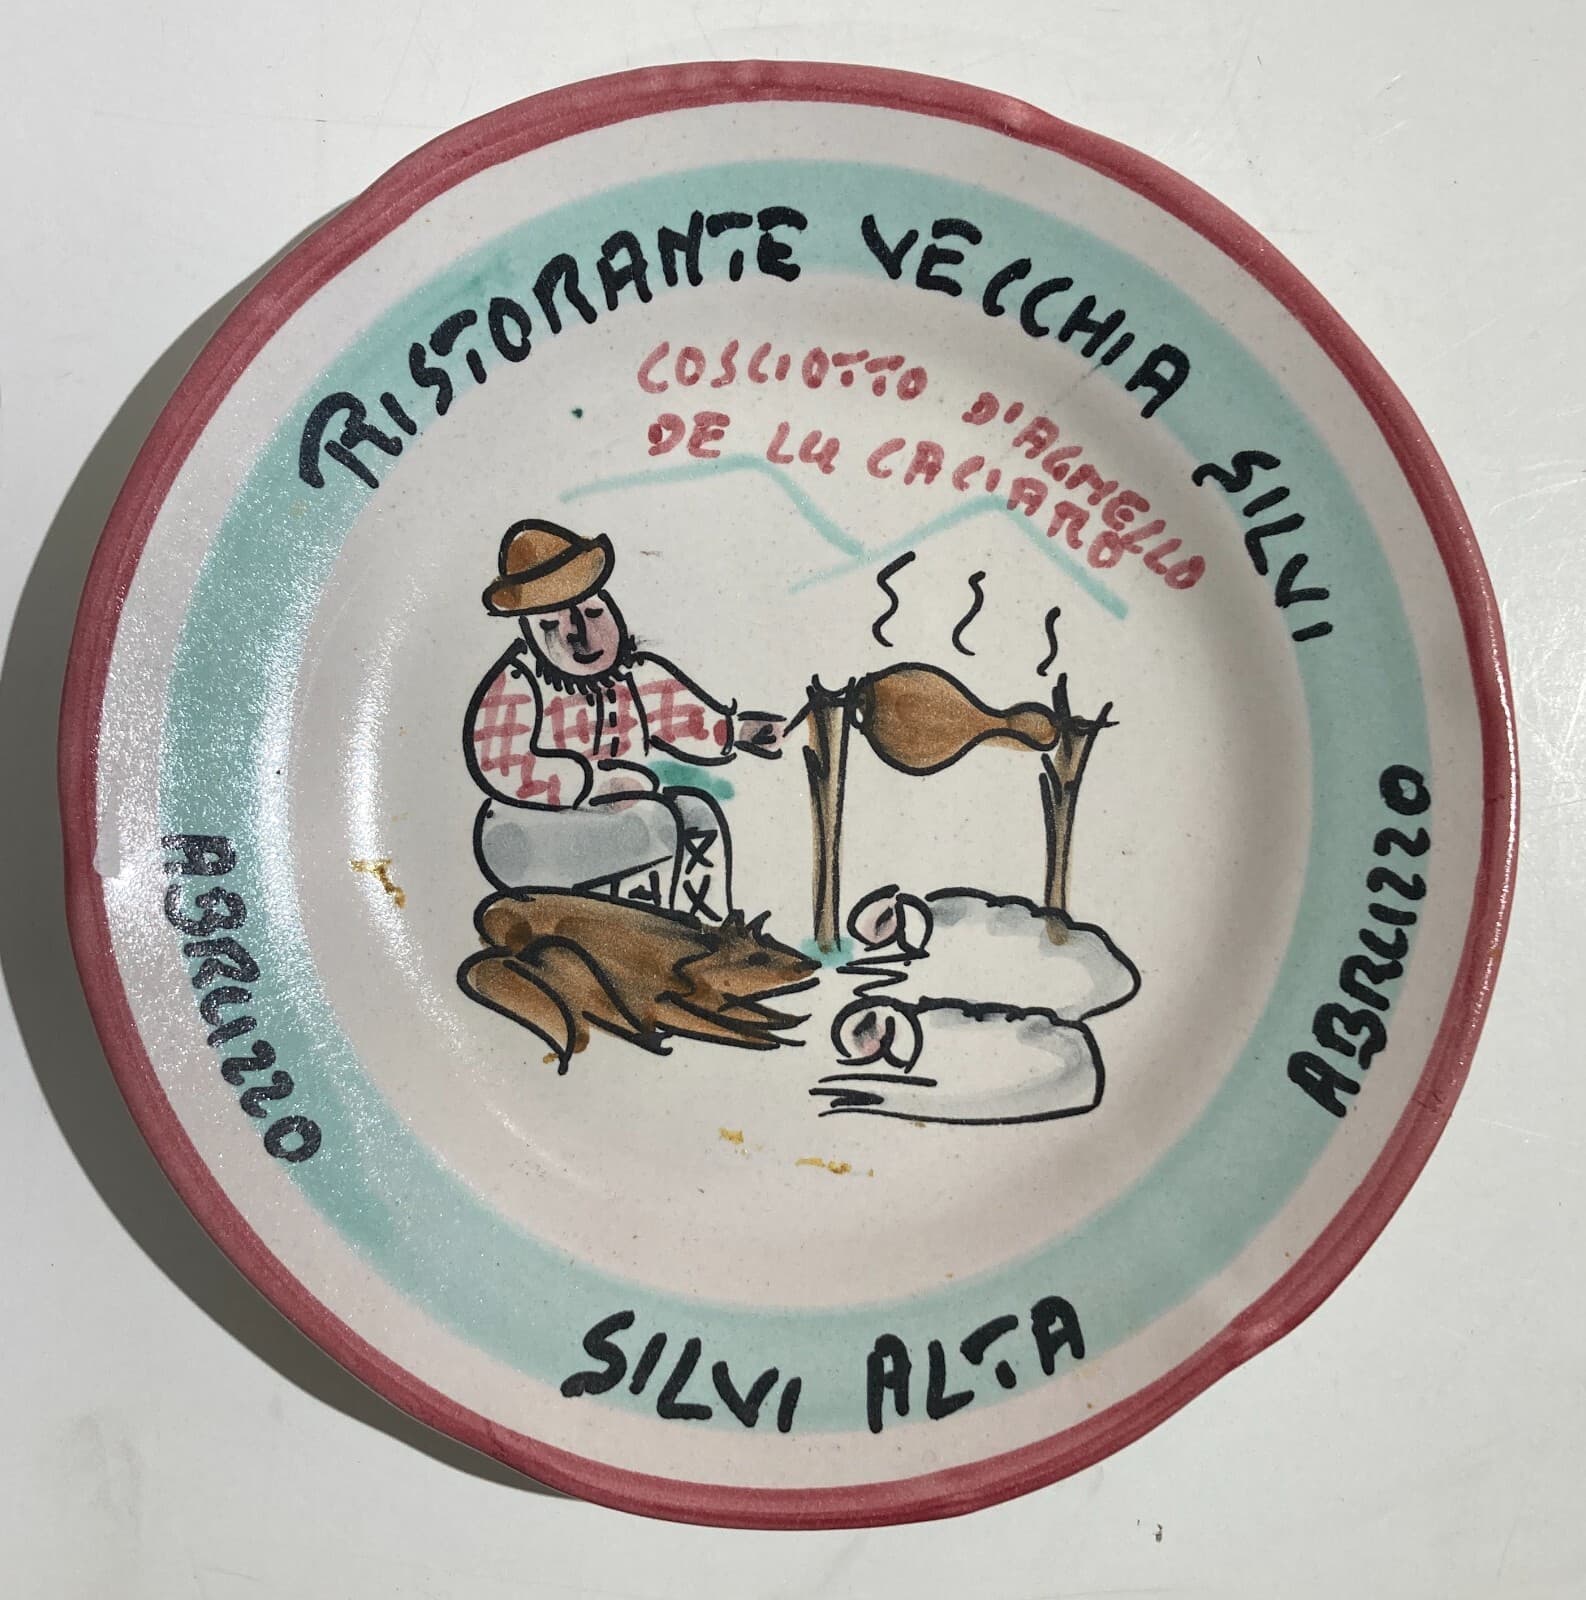 RISTORANTE VECCHIA SILVI
COSCIOTTO D'AGNELLO
DE LU CACIARO
ABRUZZO
ABRUZZO
SILVI ALTA